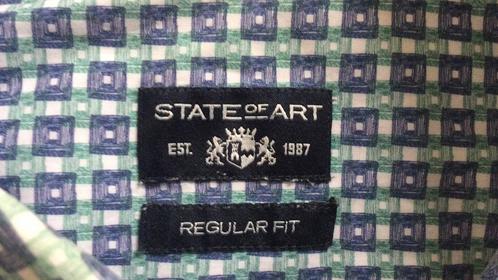 STATE OF ART
EST. 1987
REGULAR FIT